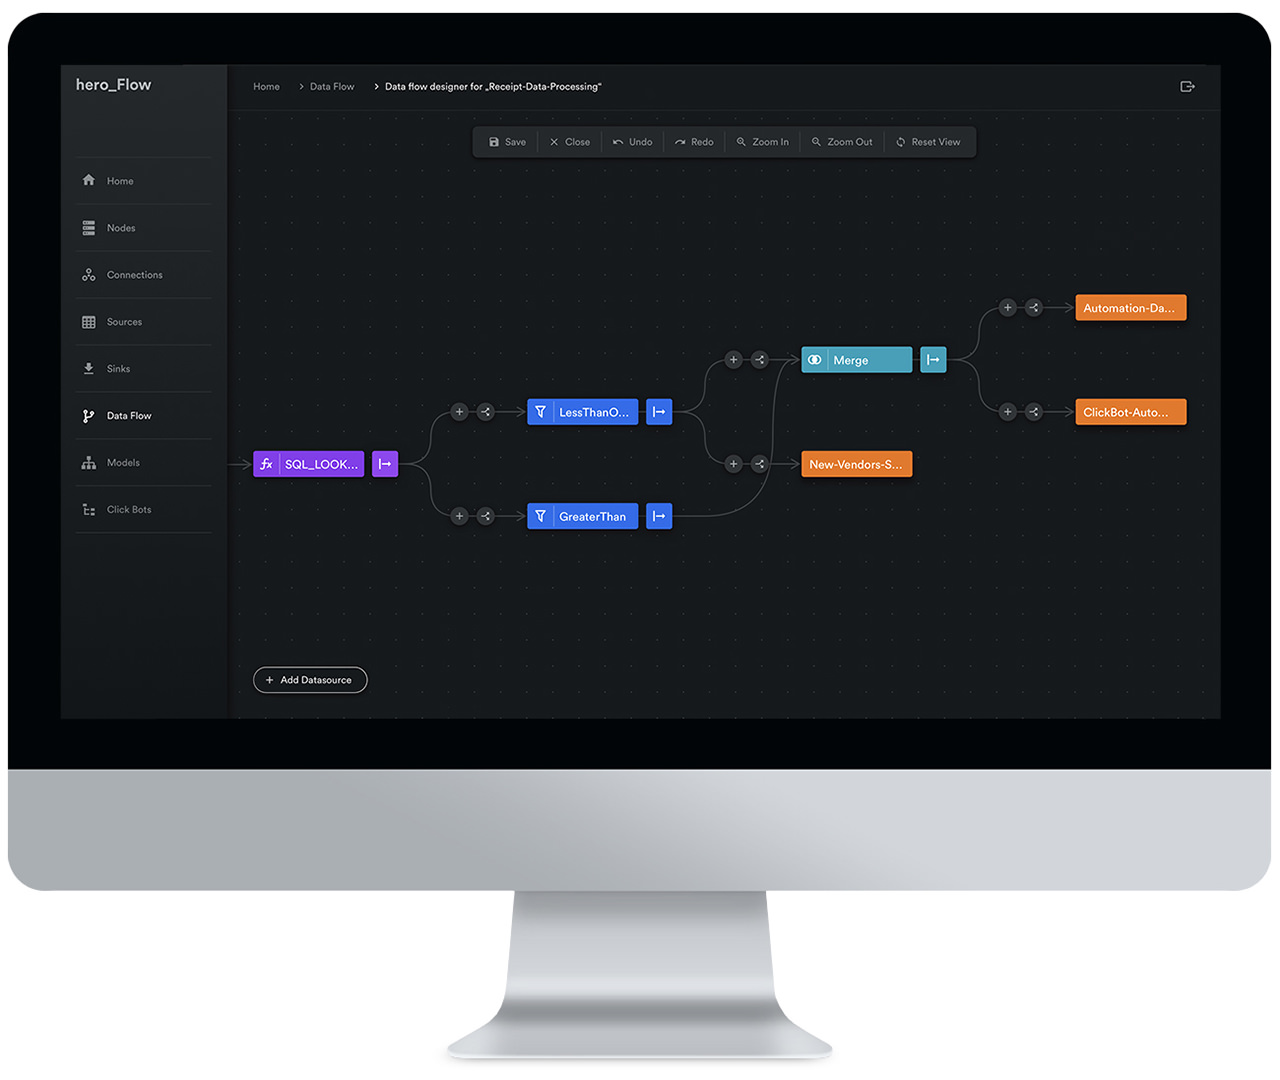 hero_Flow
Home > Data Flow > Data flow designer for „Receipt-Data-Processing“
Save Close Undo Redo Zoom In Zoom Out Reset View
Home
Nodes
Connections
Sources
Sinks
Data Flow
Models
Click Bots
Automation-Da...
Merge
LessThanO...
ClickBot-Auto...
fx SQL_LOOK...
New-Vendors-S...
GreaterThan
+ Add Datasource